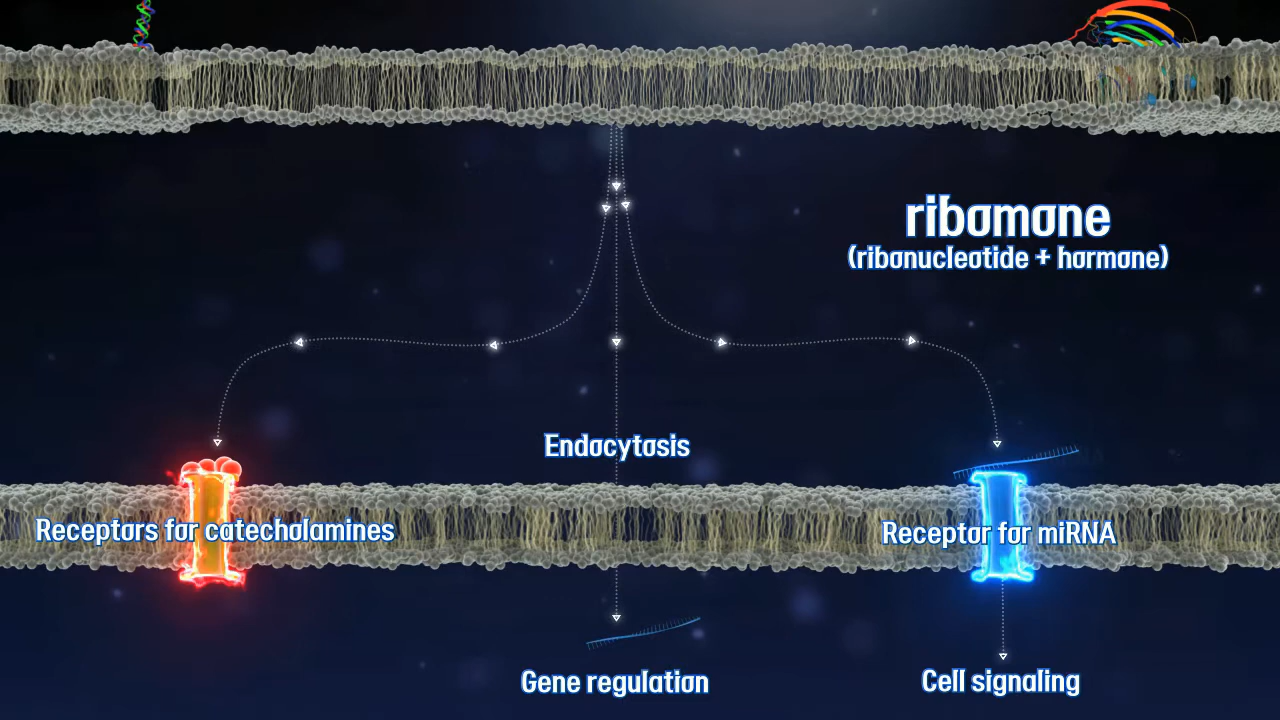 ribomone
(ribonucleotide + hormone)
Endocytosis
Receptors for catecholamines
Receptor for miRNA
Gene regulation
Cell signaling